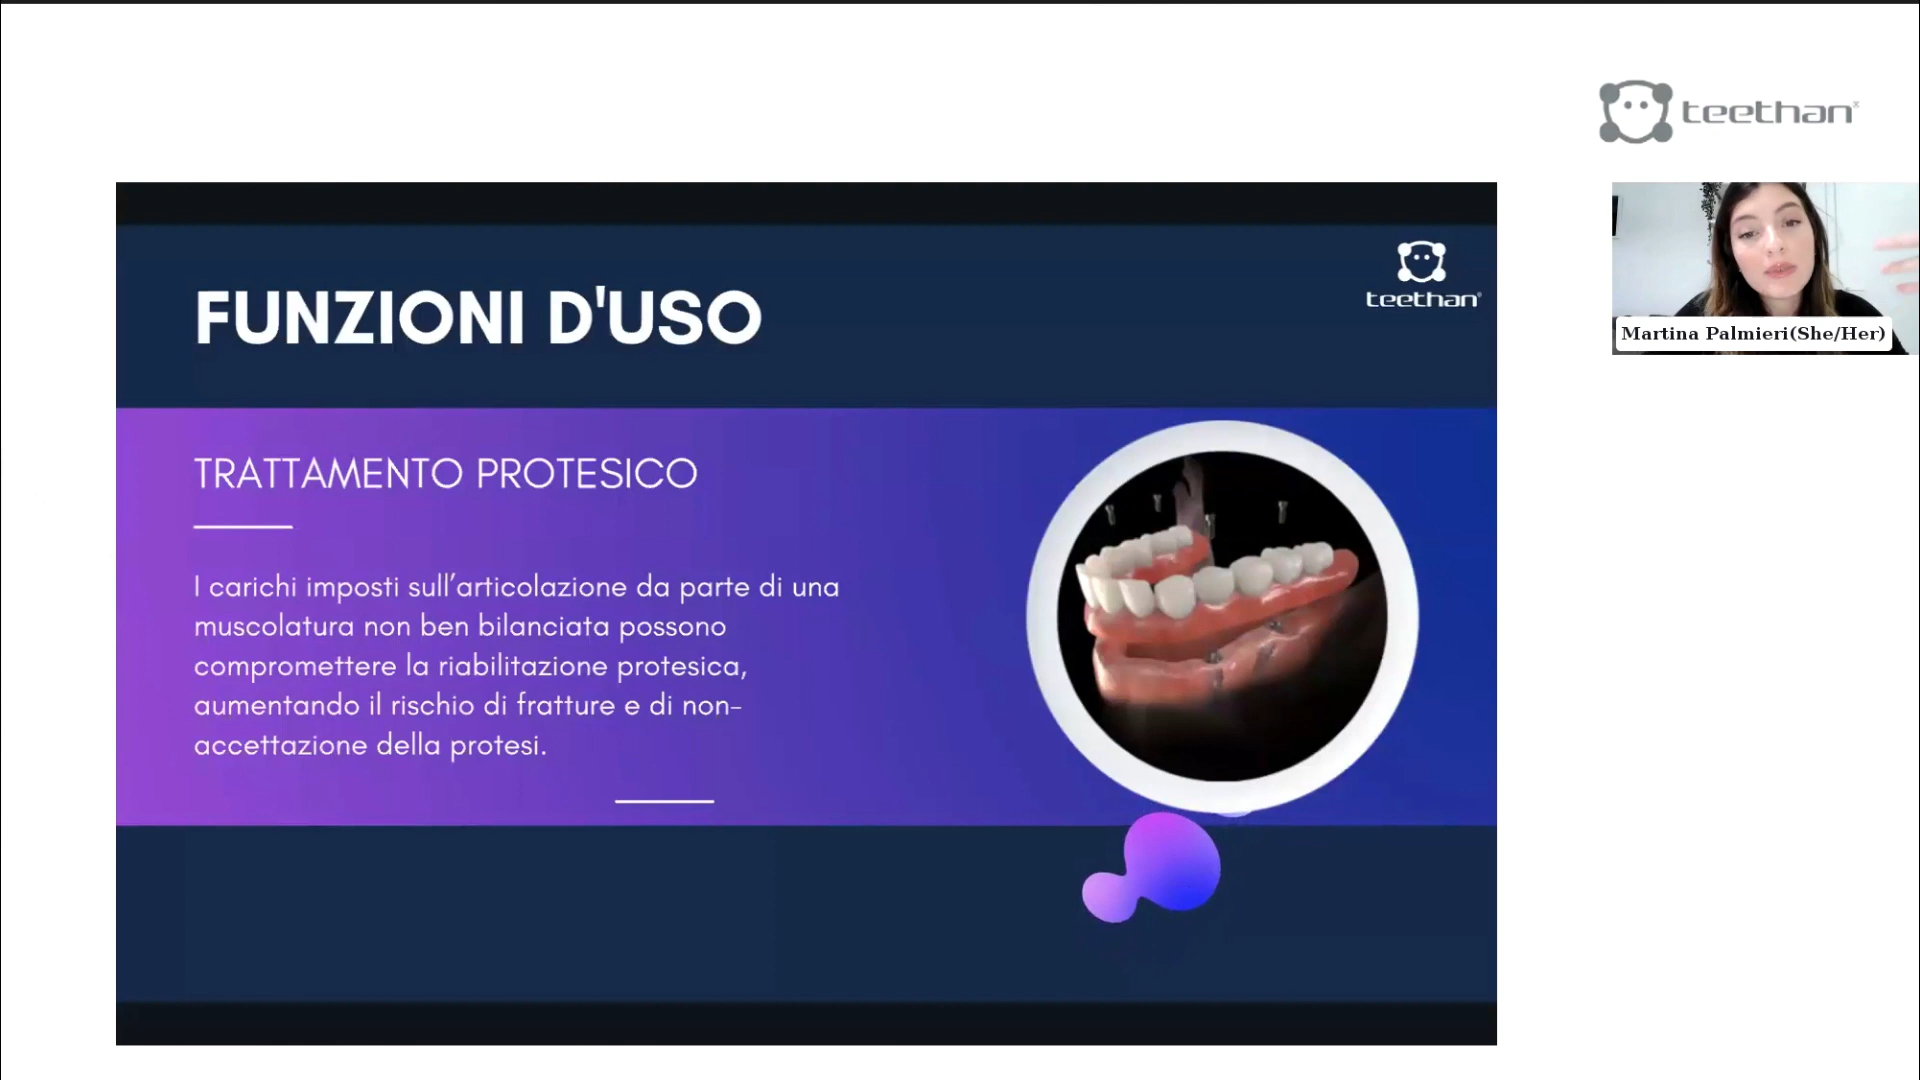 teethan
Martina Palmieri(She/Her)
teethan
FUNZIONI D'USO
TRATTAMENTO PROTESICO
I carichi imposti sull’articolazione da parte di una
muscolatura non ben bilanciata possono
compromettere la riabilitazione protesica,
aumentando il rischio di fratture e di non-
accettazione della protesi.